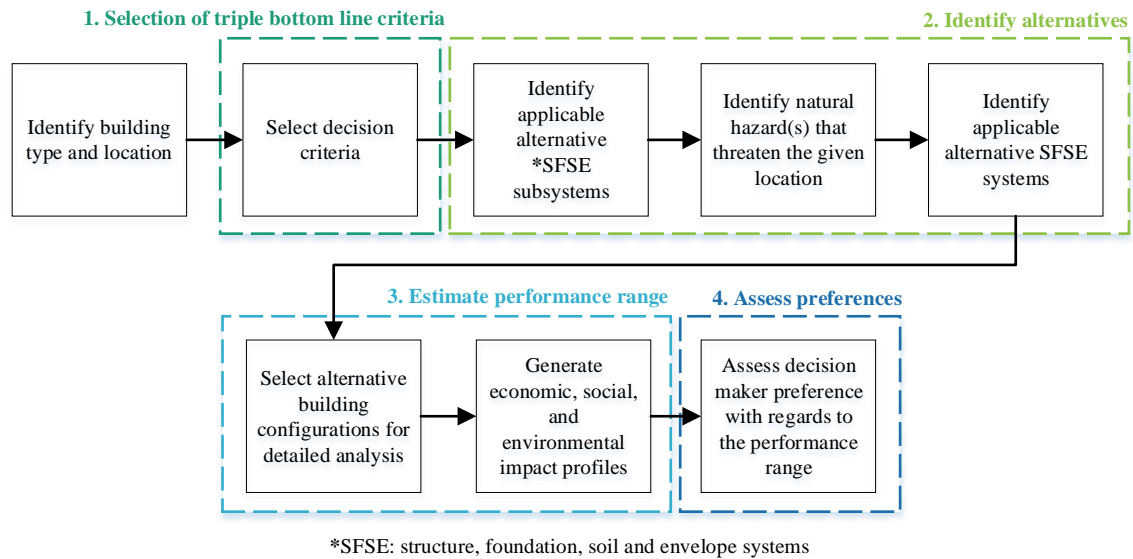 1. Selection of triple bottom line criteria
2. Identify alternatives
Identify building
type and location
Select decision
criteria
Identify
applicable
alternative
*SFSE
subsystems
Identify natural
hazard(s) that
threaten the given
location
Identify
applicable
alternative SFSE
systems
3. Estimate performance range
4. Assess preferences
Select alternative
building
configurations for
detailed analysis
Generate
economic, social,
and
environmental
impact profiles
Assess decision
maker preference
with regards to
the performance
range
*SFSE: structure, foundation, soil and envelope systems